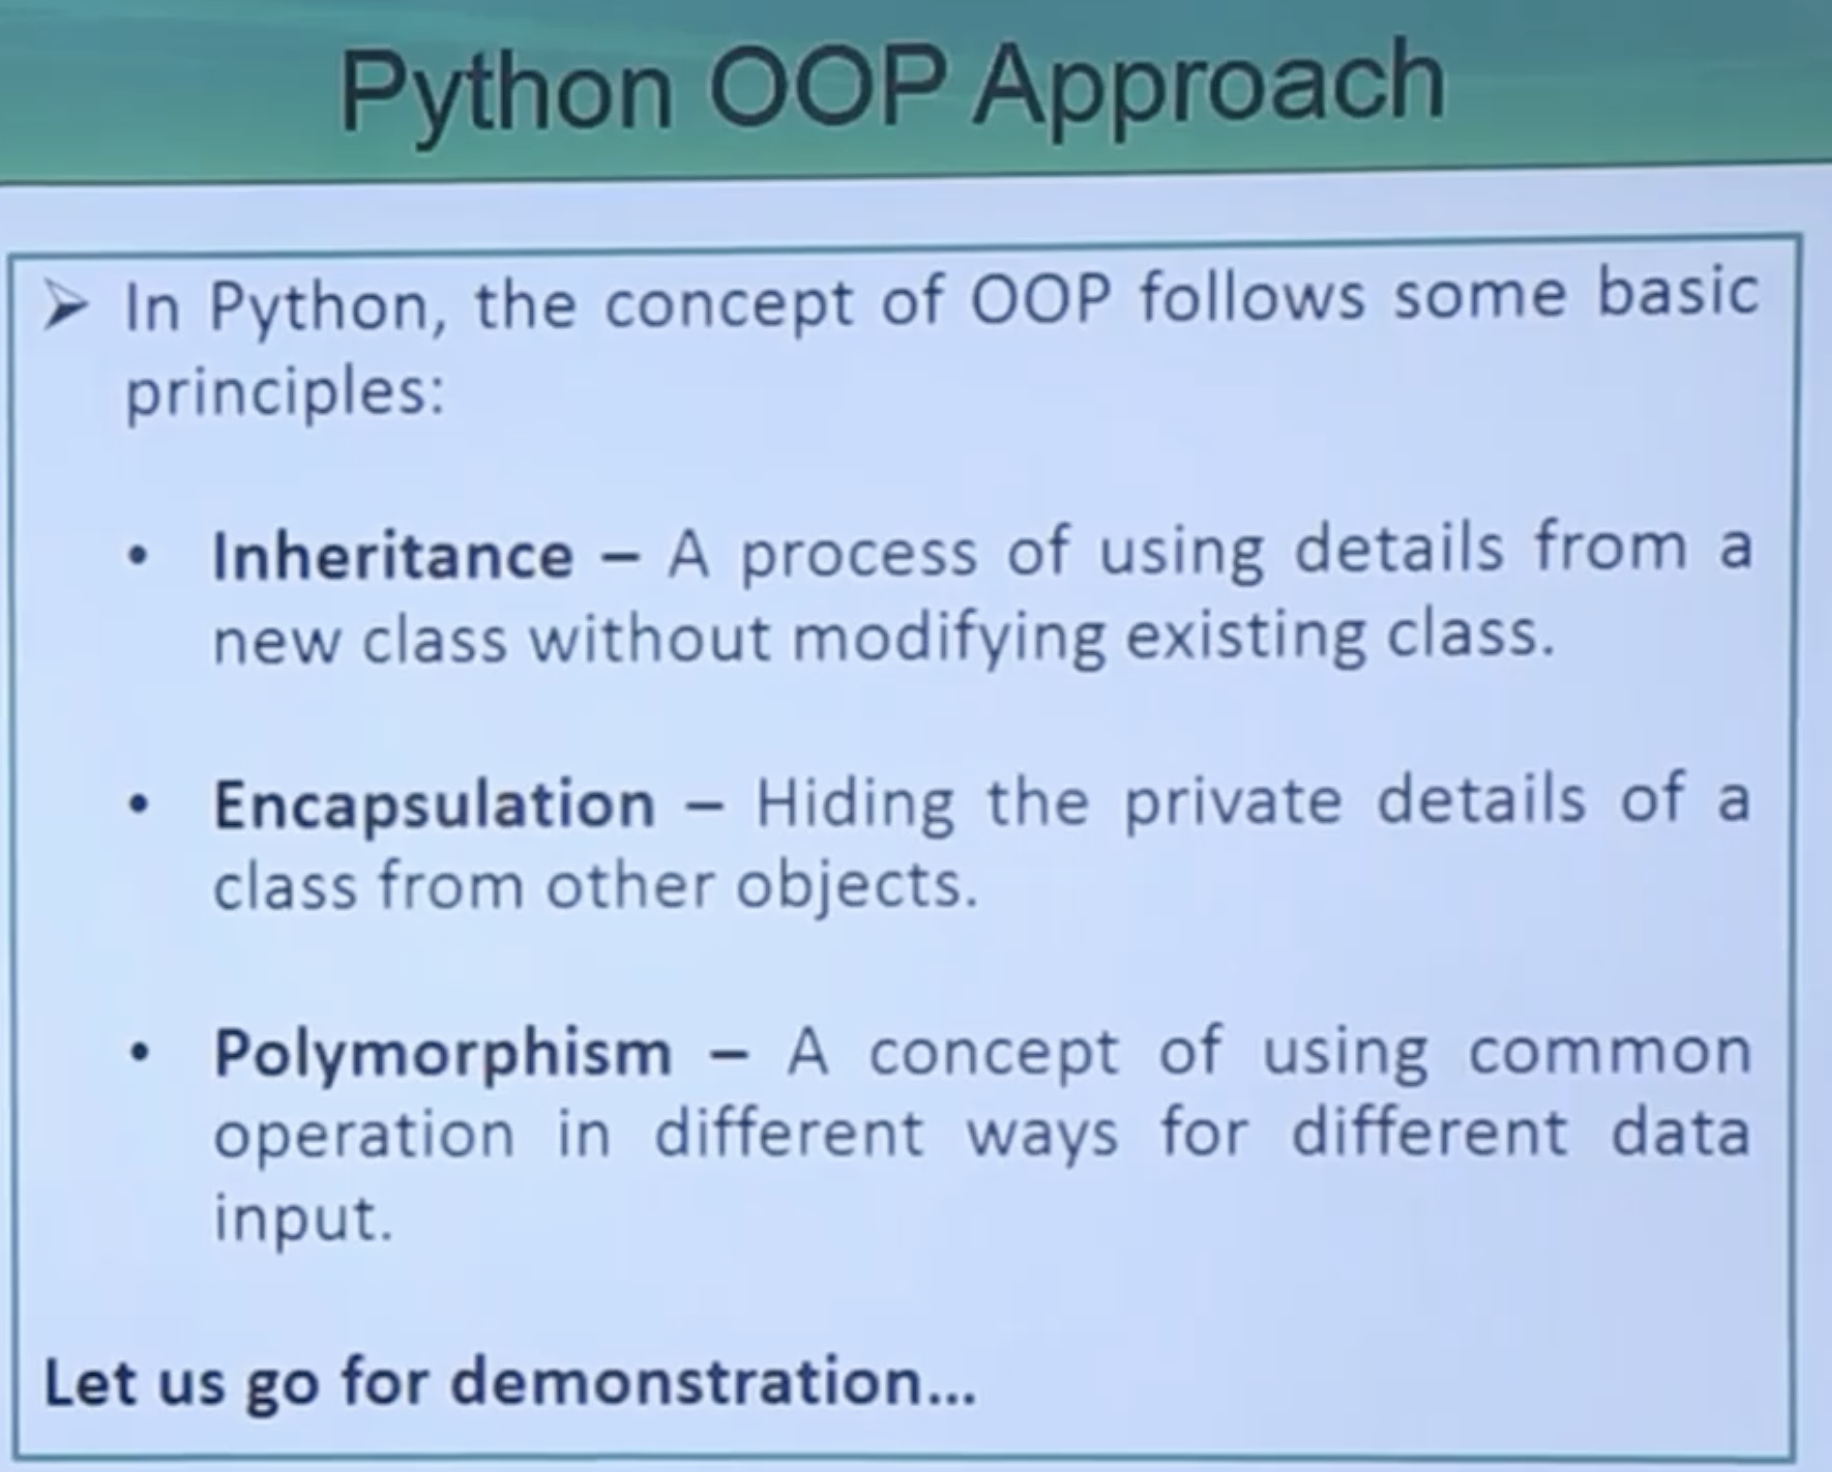 Python OOP Approach
➢ In Python, the concept of OOP follows some basic
principles:
• Inheritance – A process of using details from a
new class without modifying existing class.
• Encapsulation – Hiding the private details of a
class from other objects.
• Polymorphism – A concept of using common
operation in different ways for different data
input.
Let us go for demonstration...